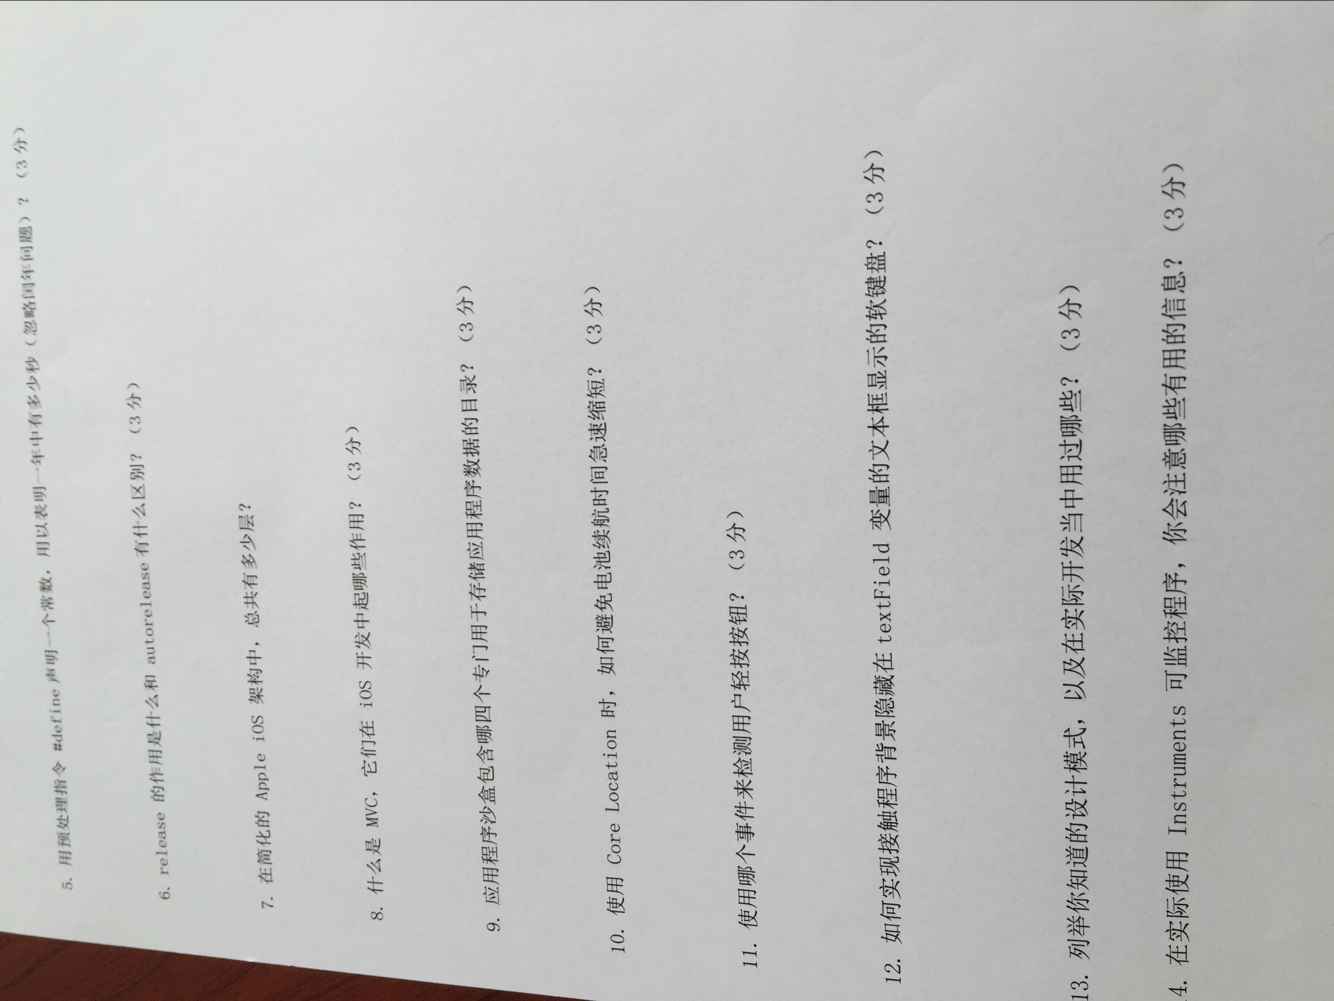 5. 用预处理指令 #define 声明一个常数，用以表明一年中有多少秒（忽略闰年问题）？（3 分）
6. release 的作用是什么和 autorelease 有什么区别？（3 分）
7. 在简化的 Apple iOS 架构中，总共有多少层？
8. 什么是 MVC，它们在 iOS 开发中起哪些作用？（3 分）
9. 应用程序沙盒包含哪四个专门用于存储应用程序数据的目录？（3 分）
10. 使用 Core Location 时，如何避免电池续航时间急速缩短？（3 分）
11. 使用哪个事件来检测用户轻按按钮？（3 分）
12. 如何实现接触程序背景隐藏在 textField 变量的文本框显示的软键盘？（3 分）
13. 列举你知道的设计模式，以及在实际开发当中用过哪些？（3 分）
4. 在实际使用 Instruments 可监控程序，你会注意哪些有用的信息？（3 分）